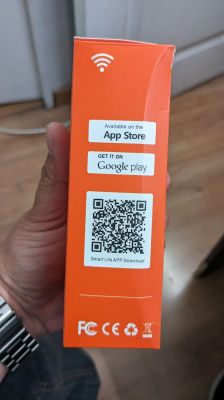 Available on the
App Store
GET IT ON
Google play
Smart Life APP Download
FC CE